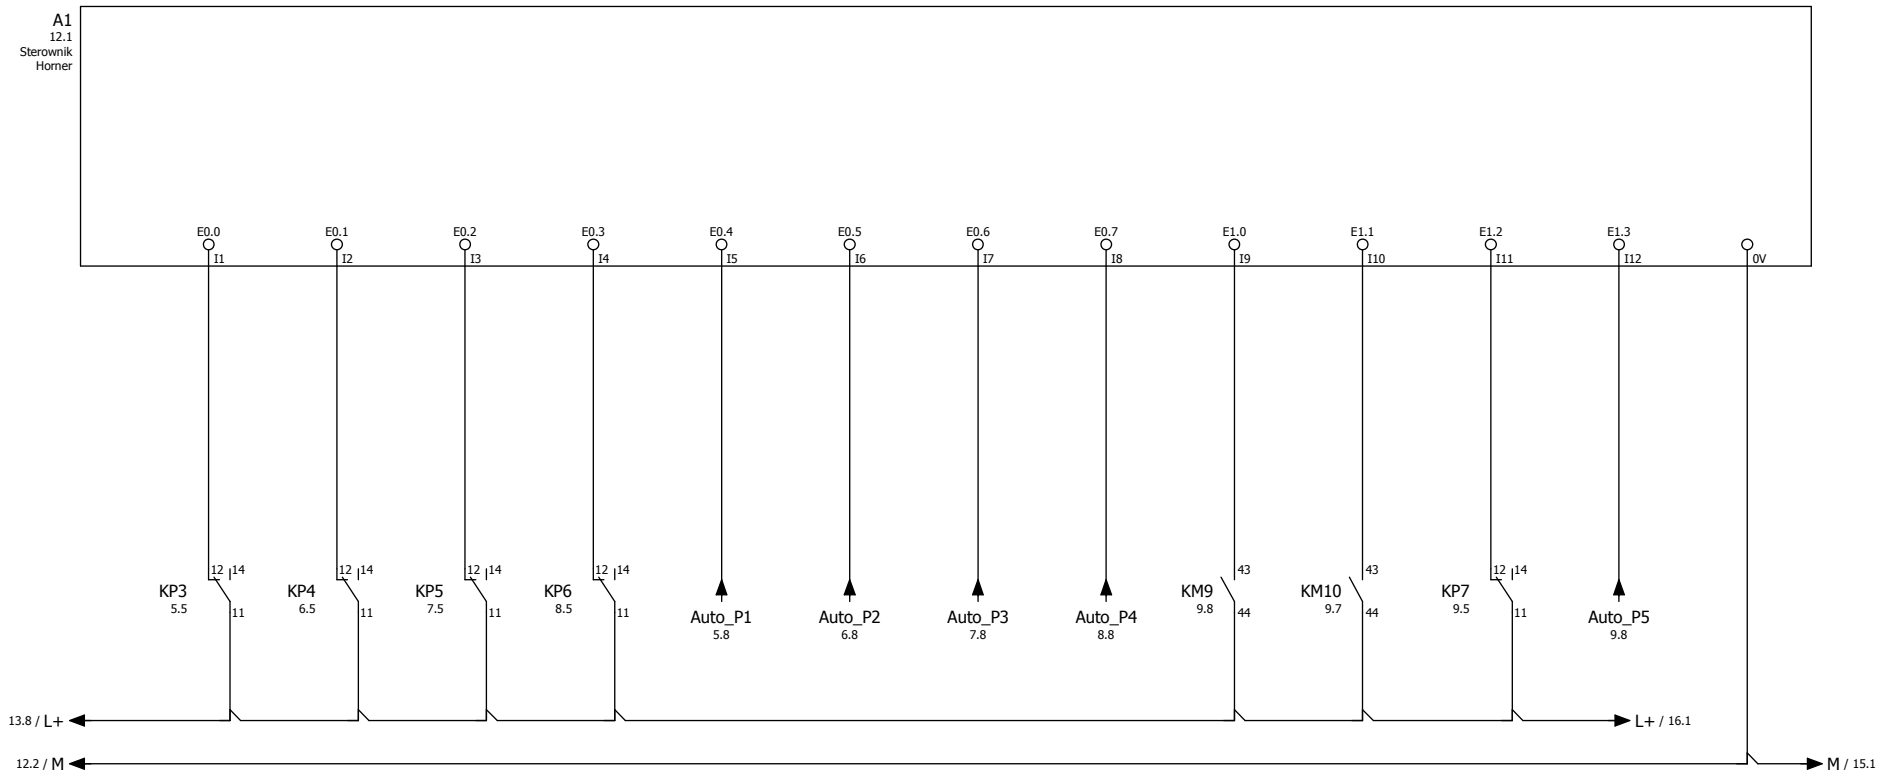 A1
12.1
Sterownik
Horner
E0.0 E0.1 E0.2 E0.3 E0.4 E0.5 E0.6 E0.7 E1.0 E1.1 E1.2 E1.3
I1 I2 I3 I4 I5 I6 I7 I8 I9 I10 I11 I12 0V
12 14 12 14 12 14 12 14 43 43 12 14
KP3 KP4 KP5 KP6 KM9 KM10 KP7
5.5 11 6.5 11 7.5 11 8.5 11 9.8 44 9.7 44 9.5 11
Auto_P1 Auto_P2 Auto_P3 Auto_P4 Auto_P5
5.8 6.8 7.8 8.8 9.8
13.8 / L+ L+ / 16.1
12.2 / M M / 15.1